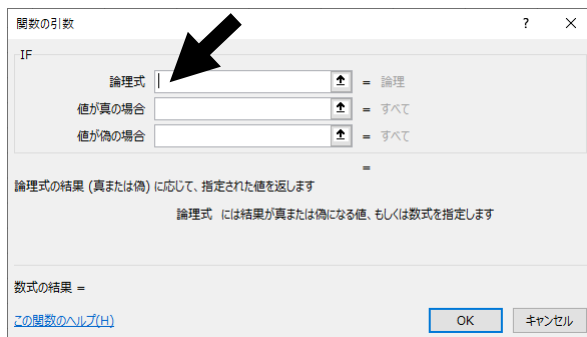 関数の引数 ? ×
IF
論理式 = 論理
値が真の場合 = すべて
値が偽の場合 = すべて
=
論理式の結果 (真または偽) に応じて、指定された値を返します
論理式 には結果が真または偽になる値、もしくは数式を指定します
数式の結果 =
この関数のヘルプ(H) OK キャンセル